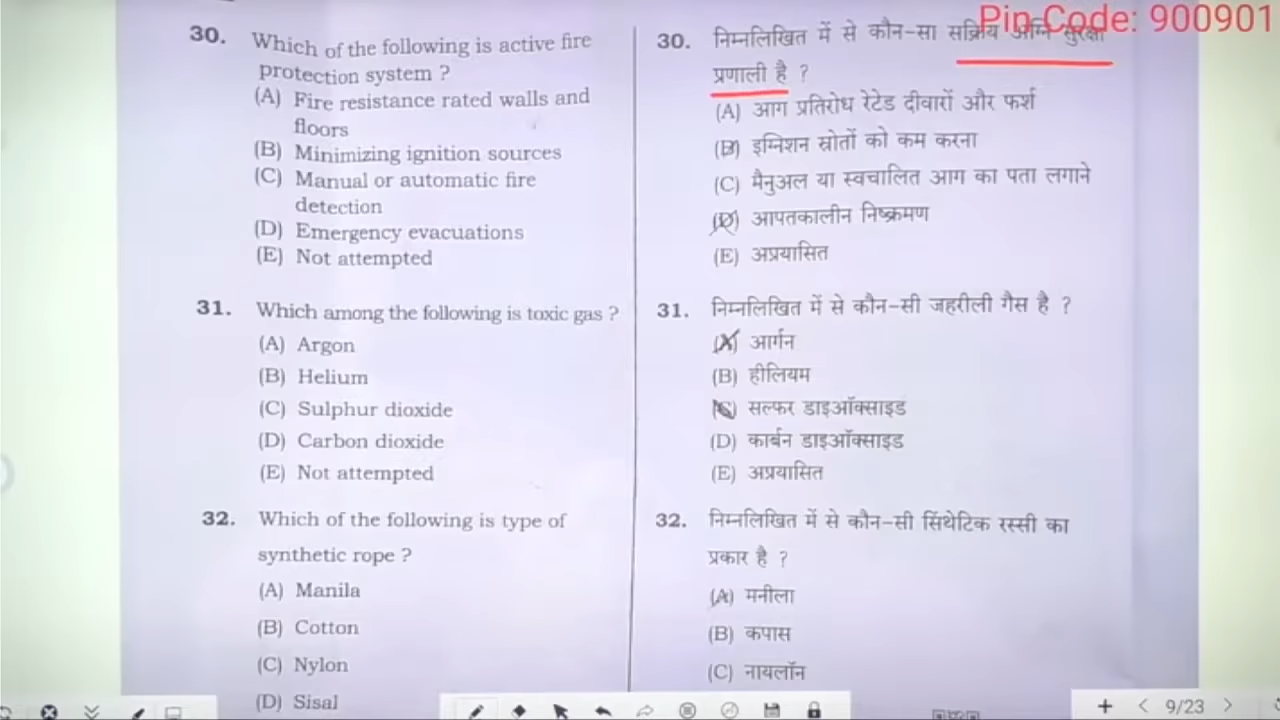 Pin Code: 900901
30. Which of the following is active fire
protection system ?
(A) Fire resistance rated walls and
floors
(B) Minimizing ignition sources
(C) Manual or automatic fire
detection
(D) Emergency evacuations
(E) Not attempted
31. Which among the following is toxic gas ?
(A) Argon
(B) Helium
(C) Sulphur dioxide
(D) Carbon dioxide
(E) Not attempted
32. Which of the following is type of
synthetic rope ?
(A) Manila
(B) Cotton
(C) Nylon
(D) Sisal
30. निम्नलिखित में से कौन-सा सक्रिय अग्नि सुरक्षा
प्रणाली है ?
(A) आग प्रतिरोध रेटेड दीवारों और फर्श
(B) इग्निशन स्रोतों को कम करना
(C) मैनुअल या स्वचालित आग का पता लगाने
(D) आपतकालीन निष्क्रमण
(E) अप्रयासित
31. निम्नलिखित में से कौन-सी जहरीली गैस है ?
(A) आर्गन
(B) हीलियम
(C) सल्फर डाइऑक्साइड
(D) कार्बन डाइऑक्साइड
(E) अप्रयासित
32. निम्नलिखित में से कौन-सी सिंथेटिक रस्सी का
प्रकार है ?
(A) मनीला
(B) कपास
(C) नायलॉन
9/23